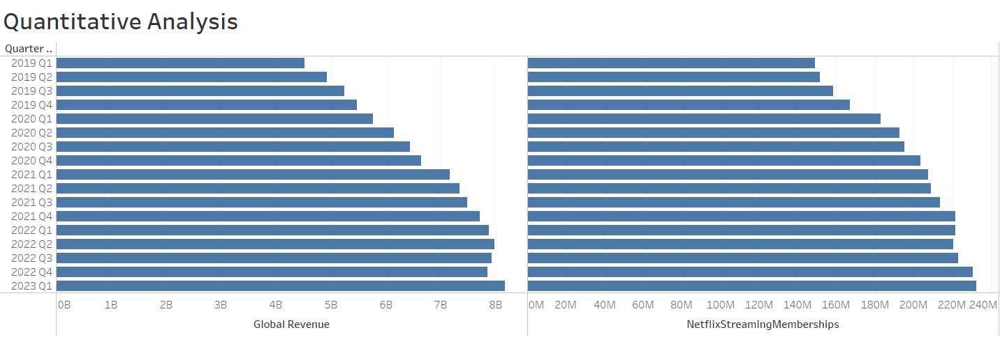 Quantitative Analysis
Quarter ..
2019 Q1
2019 Q2
2019 Q3
2019 Q4
2020 Q1
2020 Q2
2020 Q3
2020 Q4
2021 Q1
2021 Q2
2021 Q3
2021 Q4
2022 Q1
2022 Q2
2022 Q3
2022 Q4
2023 Q1
0B 1B 2B 3B 4B 5B 6B 7B 8B 0M 20M 40M 60M 80M 100M 120M 140M 160M 180M 200M 220M 240M
Global Revenue NetflixStreamingMemberships